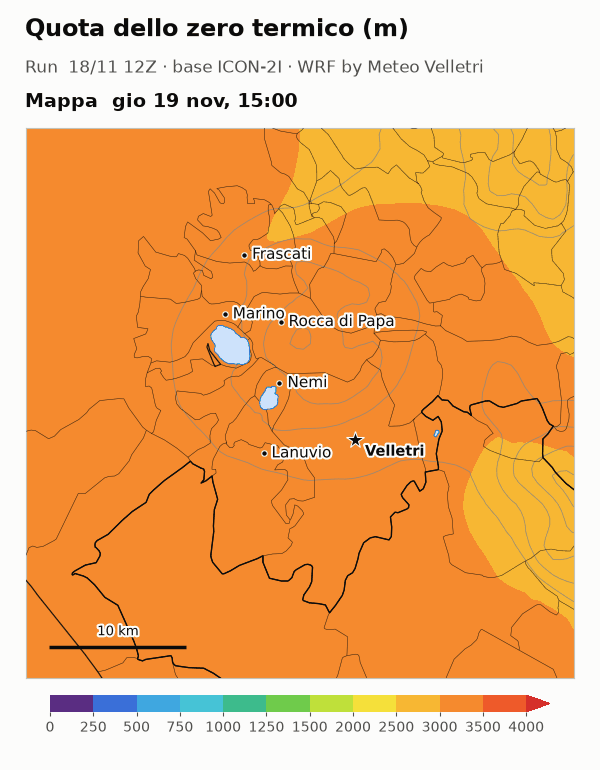 Quota dello zero termico (m)
Run  18/11 12Z · base ICON-2I · WRF by Meteo Velletri
Mappa  gio 19 nov, 15:00
Frascati
Marino
Rocca di Papa
Nemi
Velletri
Lanuvio
10 km
0 250 500 750 1000 1250 1500 2000 2500 3000 3500 4000